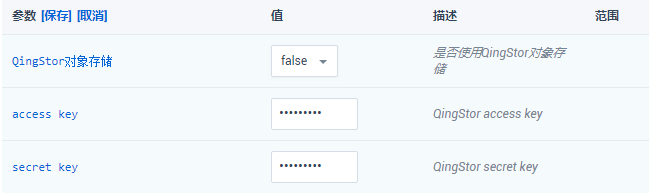 参数 [保存] [取消] 值 描述 范围
QingStor对象存储 false 是否使用QingStor对象存
储
access key ••••••••• QingStor access key
secret key ••••••••• QingStor secret key